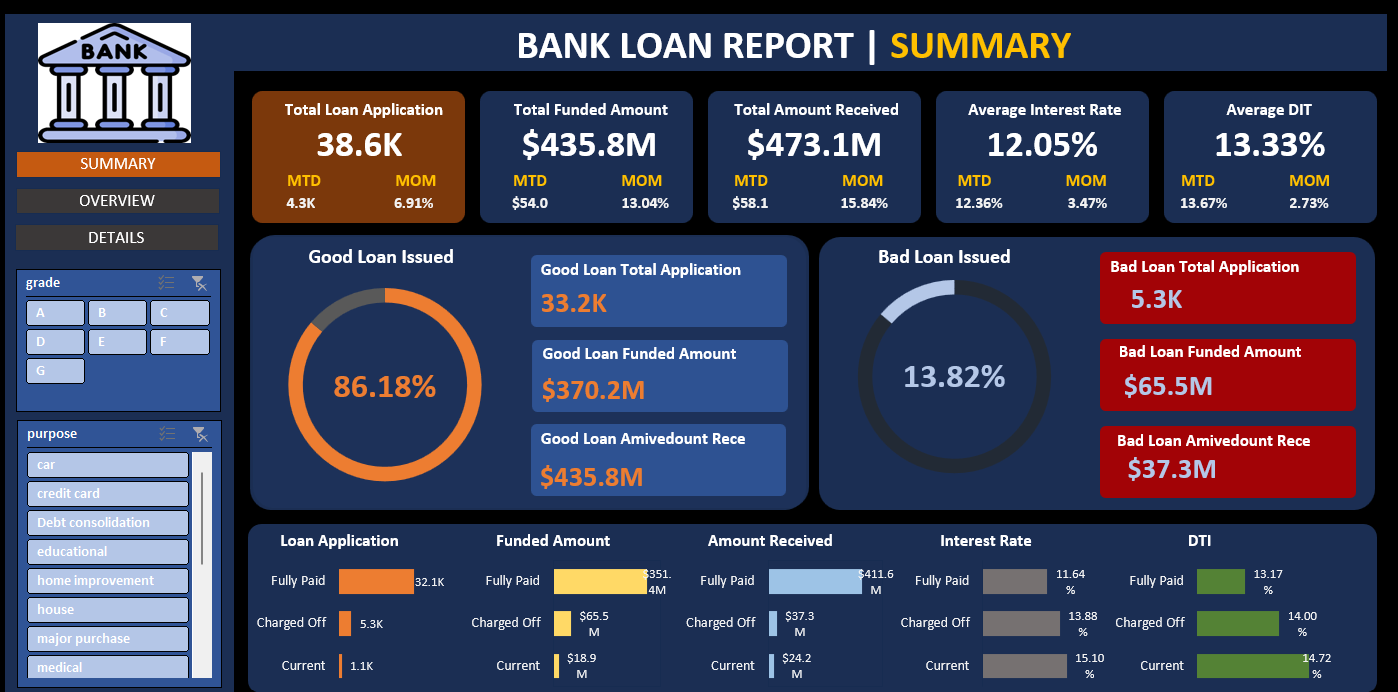 BANK
BANK LOAN REPORT | SUMMARY
SUMMARY
OVERVIEW
DETAILS
grade
A B C
D E F
G
purpose
car
credit card
Debt consolidation
educational
home improvement
house
major purchase
medical
Total Loan Application
38.6K
MTD MOM
4.3K 6.91%
Total Funded Amount
$435.8M
MTD MOM
$54.0 13.04%
Total Amount Received
$473.1M
MTD MOM
$58.1 15.84%
Average Interest Rate
12.05%
MTD MOM
12.36% 3.47%
Average DIT
13.33%
MTD MOM
13.67% 2.73%
Good Loan Issued
86.18%
Good Loan Total Application
33.2K
Good Loan Funded Amount
$370.2M
Good Loan Amivedount Rece
$435.8M
Bad Loan Issued
13.82%
Bad Loan Total Application
5.3K
Bad Loan Funded Amount
$65.5M
Bad Loan Amivedount Rece
$37.3M
Loan Application
Fully Paid 32.1K
Charged Off 5.3K
Current 1.1K
Funded Amount
Fully Paid $351.
4M
Charged Off $65.5
M
Current $18.9
M
Amount Received
Fully Paid $411.6
M
Charged Off $37.3
M
Current $24.2
M
Interest Rate
Fully Paid 11.64
%
Charged Off 13.88
%
Current 15.10
%
DTI
Fully Paid 13.17
%
Charged Off 14.00
%
Current 14.72
%